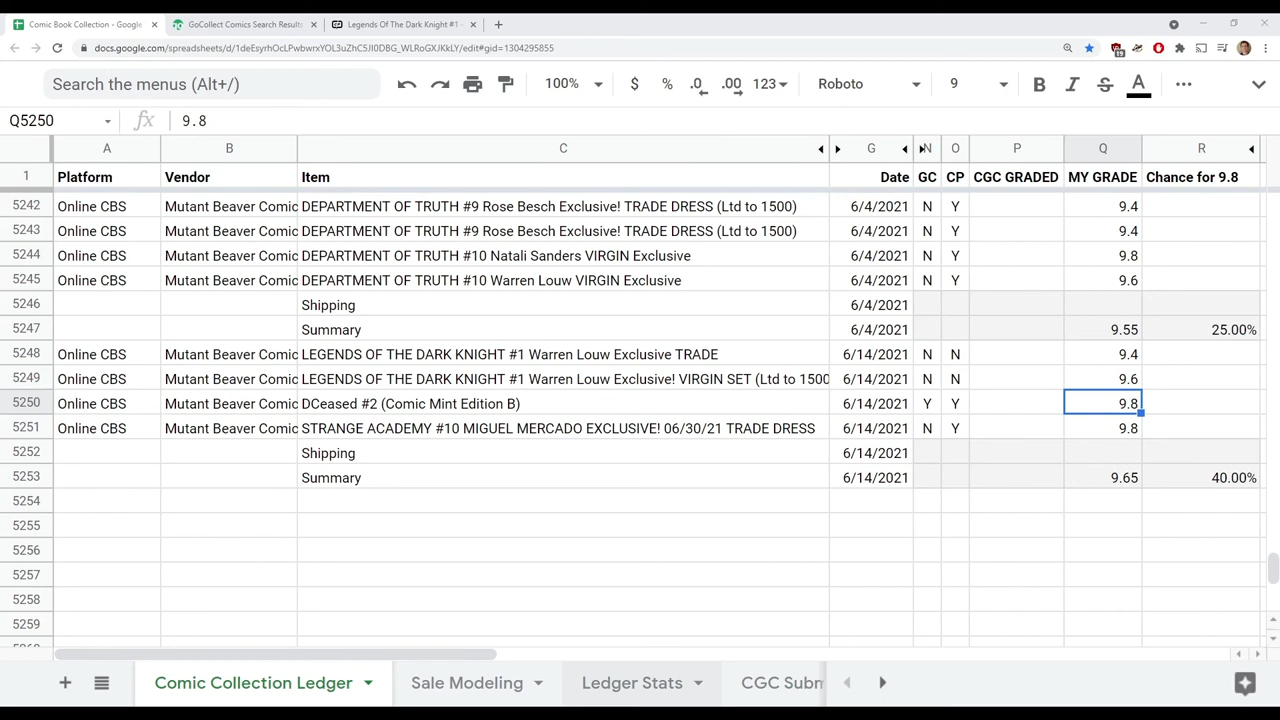 Comic Book Collection - Google
GoCollect Comics Search Results
Legends Of The Dark Knight #1 -
docs.google.com/spreadsheets/d/1deEsyrhOcLPwbwrxYOL3uZhC5JI0DBG_WLRoGXJKkLY/edit#gid=1304295855
19
Search the menus (Alt+/)
100%
$
%
.0
.00
123
Roboto
9
B
I
S
A
Q5250
fx
9.8
A B C G N O P Q R
1 Platform Vendor Item Date GC CP CGC GRADED MY GRADE Chance for 9.8
5242 Online CBS Mutant Beaver Comic DEPARTMENT OF TRUTH #9 Rose Besch Exclusive! TRADE DRESS (Ltd to 1500) 6/4/2021 N Y 9.4
5243 Online CBS Mutant Beaver Comic DEPARTMENT OF TRUTH #9 Rose Besch Exclusive! TRADE DRESS (Ltd to 1500) 6/4/2021 N Y 9.4
5244 Online CBS Mutant Beaver Comic DEPARTMENT OF TRUTH #10 Natali Sanders VIRGIN Exclusive 6/4/2021 N Y 9.8
5245 Online CBS Mutant Beaver Comic DEPARTMENT OF TRUTH #10 Warren Louw VIRGIN Exclusive 6/4/2021 N Y 9.6
5246 Shipping 6/4/2021
5247 Summary 6/4/2021 9.55 25.00%
5248 Online CBS Mutant Beaver Comic LEGENDS OF THE DARK KNIGHT #1 Warren Louw Exclusive TRADE 6/14/2021 N N 9.4
5249 Online CBS Mutant Beaver Comic LEGENDS OF THE DARK KNIGHT #1 Warren Louw Exclusive! VIRGIN SET (Ltd to 1500 6/14/2021 N N 9.6
5250 Online CBS Mutant Beaver Comic DCeased #2 (Comic Mint Edition B) 6/14/2021 Y Y 9.8
5251 Online CBS Mutant Beaver Comic STRANGE ACADEMY #10 MIGUEL MERCADO EXCLUSIVE! 06/30/21 TRADE DRESS 6/14/2021 N Y 9.8
5252 Shipping 6/14/2021
5253 Summary 6/14/2021 9.65 40.00%
5254
5255
5256
5257
5258
5259
Comic Collection Ledger
Sale Modeling
Ledger Stats
CGC Subm